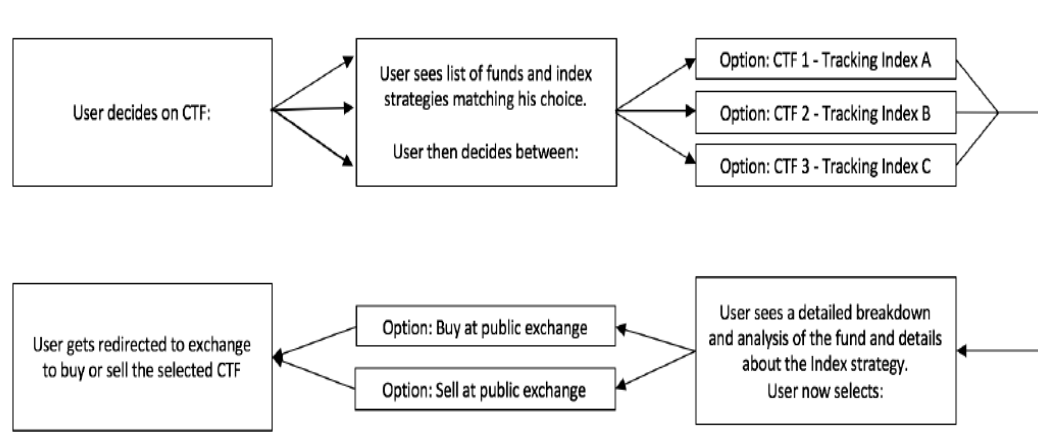 User decides on CTF:
User sees list of funds and index
strategies matching his choice.
User then decides between:
Option: CTF 1 - Tracking Index A
Option: CTF 2 - Tracking Index B
Option: CTF 3 - Tracking Index C
User gets redirected to exchange
to buy or sell the selected CTF
Option: Buy at public exchange
Option: Sell at public exchange
User sees a detailed breakdown
and analysis of the fund and details
about the Index strategy.
User now selects: